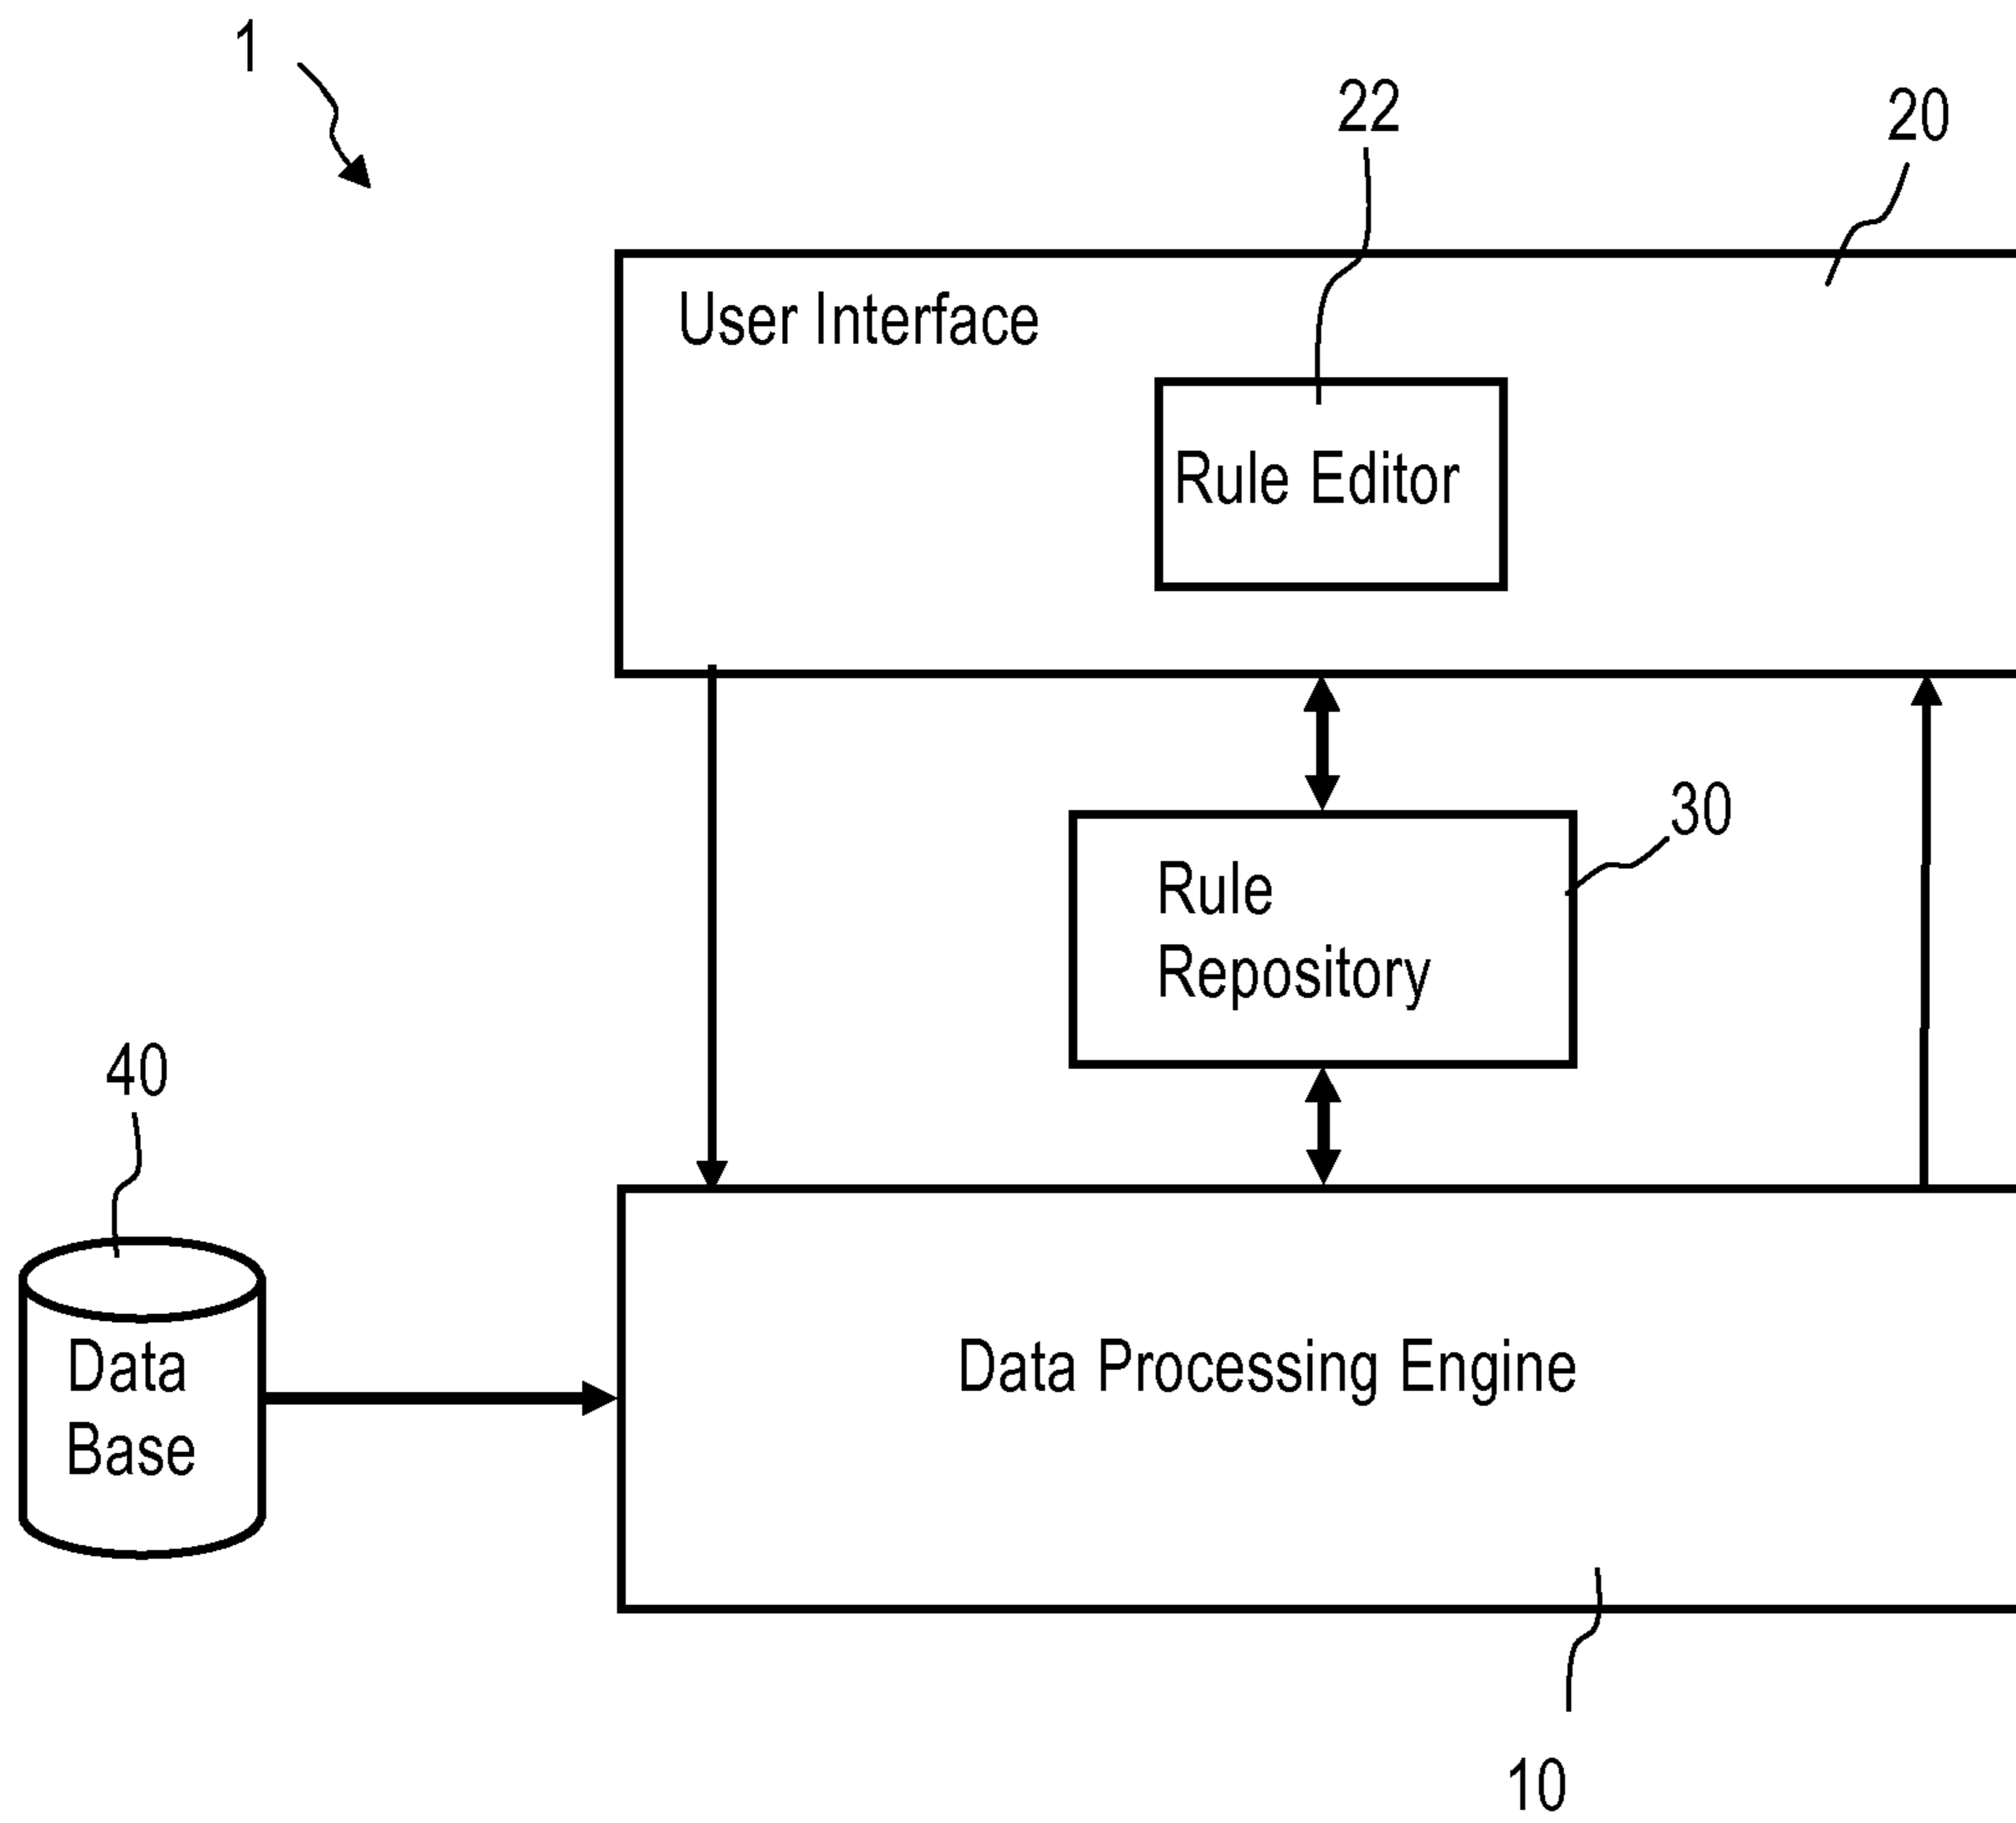 1
22
20
User Interface
Rule Editor
30
Rule
Repository
40
Data
Base
Data Processing Engine
10